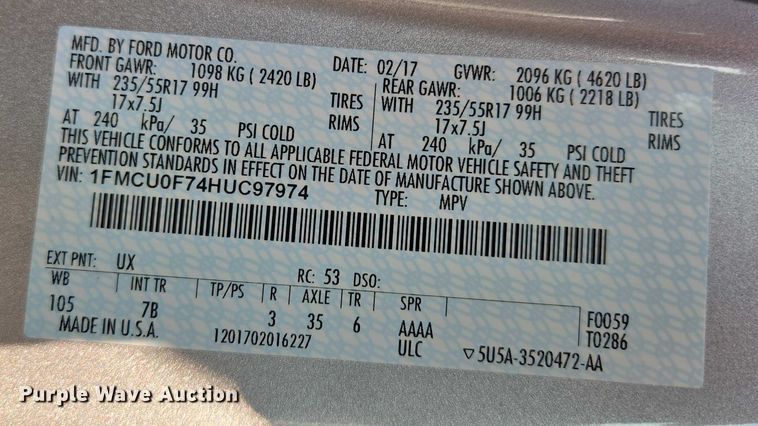 MFD. BY FORD MOTOR CO.
DATE: 02/17 GVWR: 2096 KG ( 4620 LB)
FRONT GAWR: 1098 KG ( 2420 LB) REAR GAWR: 1006 KG ( 2218 LB)
WITH 235/55R17 99H TIRES WITH 235/55R17 99H TIRES
17x7.5J RIMS 17x7.5J RIMS
AT 240 kPa/ 35 PSI COLD AT 240 kPa/ 35 PSI COLD
THIS VEHICLE CONFORMS TO ALL APPLICABLE FEDERAL MOTOR VEHICLE SAFETY AND THEFT
PREVENTION STANDARDS IN EFFECT ON THE DATE OF MANUFACTURE SHOWN ABOVE.
VIN: 1FMCU0F74HUC97974 TYPE: MPV
EXT PNT: UX RC: 53 DSO:
WB INT TR TP/PS R AXLE TR SPR
105 7B 3 35 6 AAAA F0059
MADE IN U.S.A. 1201702016227 ULC T0286
▽5U5A-3520472-AA
Purple Wave Auction